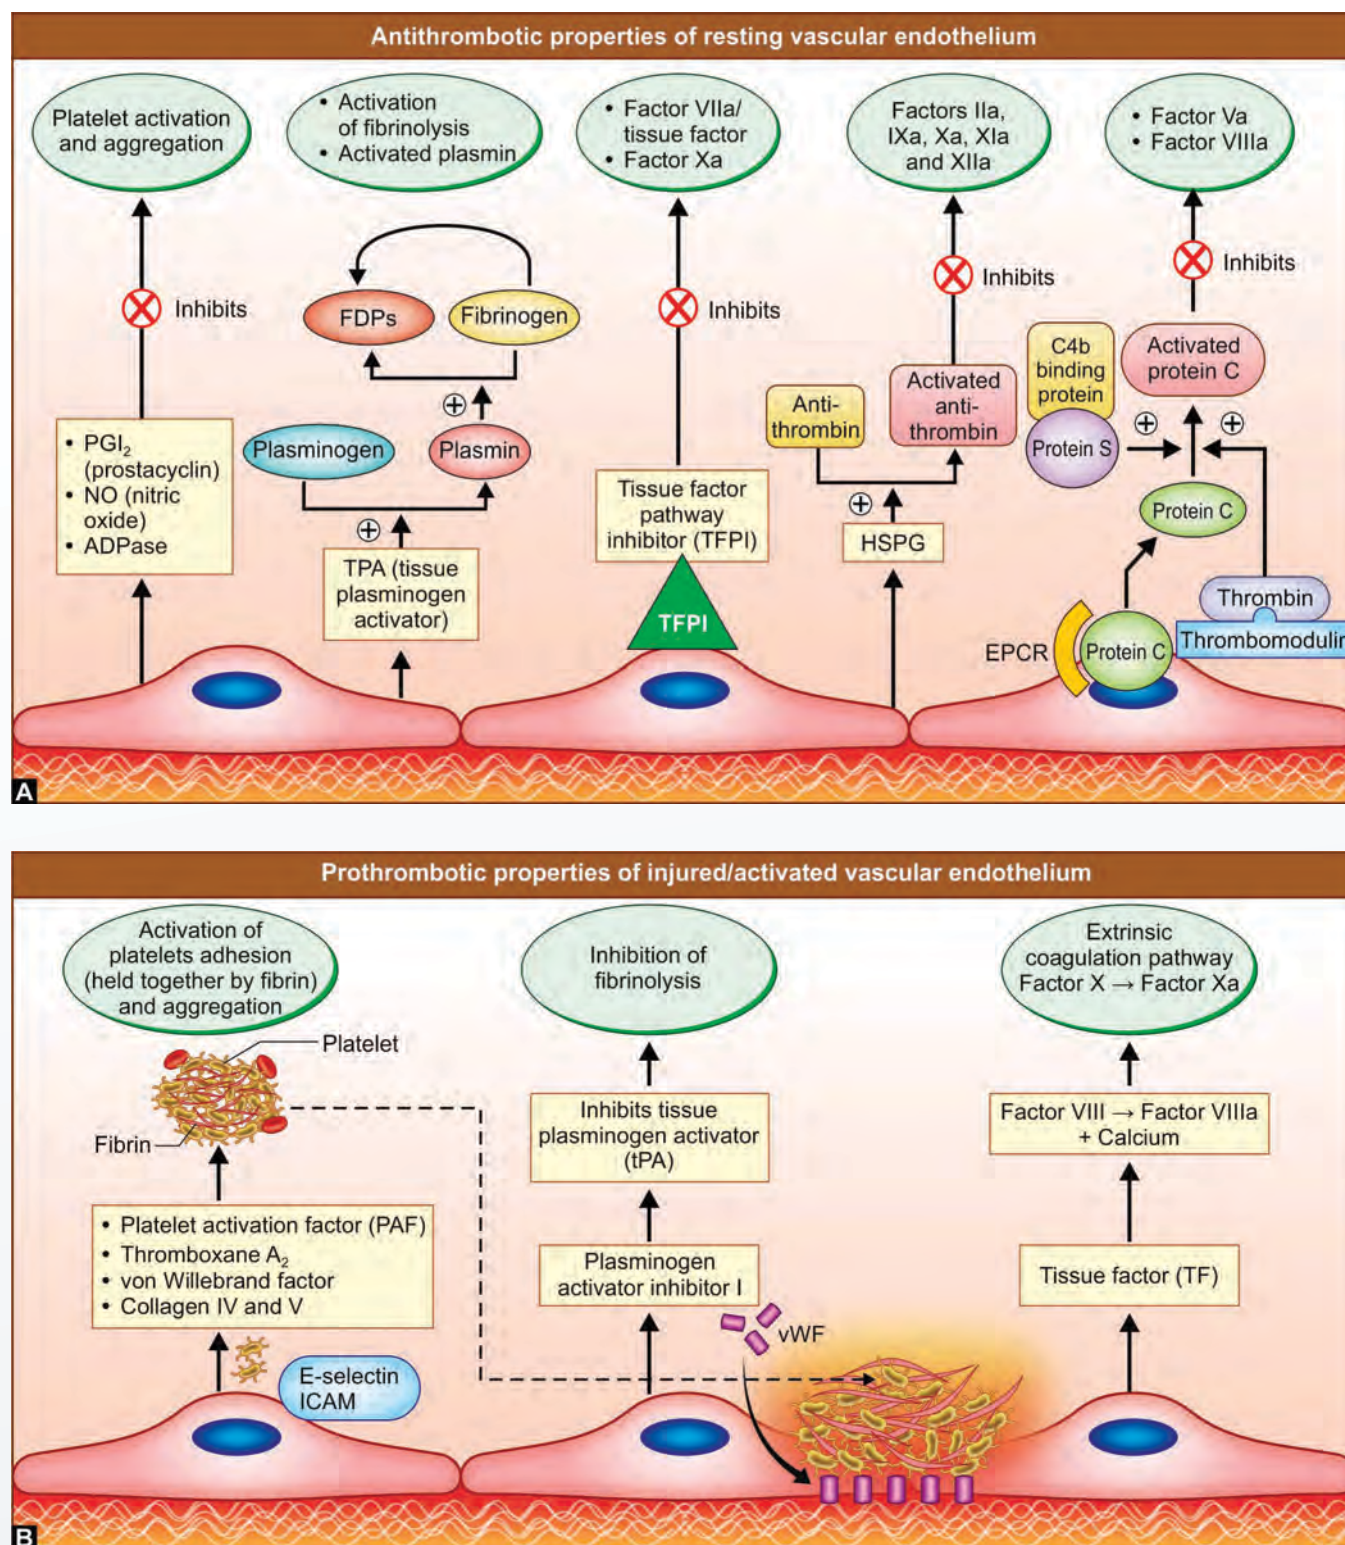 Antithrombotic properties of resting vascular endothelium
Platelet activation
and aggregation
• Activation
of fibrinolysis
• Activated plasmin
• Factor VIIa/
tissue factor
• Factor Xa
Factors IIa,
IXa, Xa, XIa
and XIIa
• Factor Va
• Factor VIIIa
Inhibits
FDPs
Fibrinogen
Inhibits
Inhibits
Inhibits
• PGI2
(prostacyclin)
• NO (nitric
oxide)
• ADPase
Plasminogen
Plasmin
TPA (tissue
plasminogen
activator)
Tissue factor
pathway
inhibitor (TFPI)
TFPI
Anti-
thrombin
Activated
anti-
thrombin
HSPG
C4b
binding
protein
Protein S
Activated
protein C
Protein C
EPCR
Protein C
Thrombin
Thrombomodulin
A
Prothrombotic properties of injured/activated vascular endothelium
Activation of
platelets adhesion
(held together by fibrin)
and aggregation
Inhibition of
fibrinolysis
Extrinsic
coagulation pathway
Factor X → Factor Xa
Platelet
Fibrin
Inhibits tissue
plasminogen activator
(tPA)
Factor VIII → Factor VIIIa
+ Calcium
• Platelet activation factor (PAF)
• Thromboxane A2
• von Willebrand factor
• Collagen IV and V
Plasminogen
activator inhibitor I
Tissue factor (TF)
vWF
E-selectin
ICAM
B